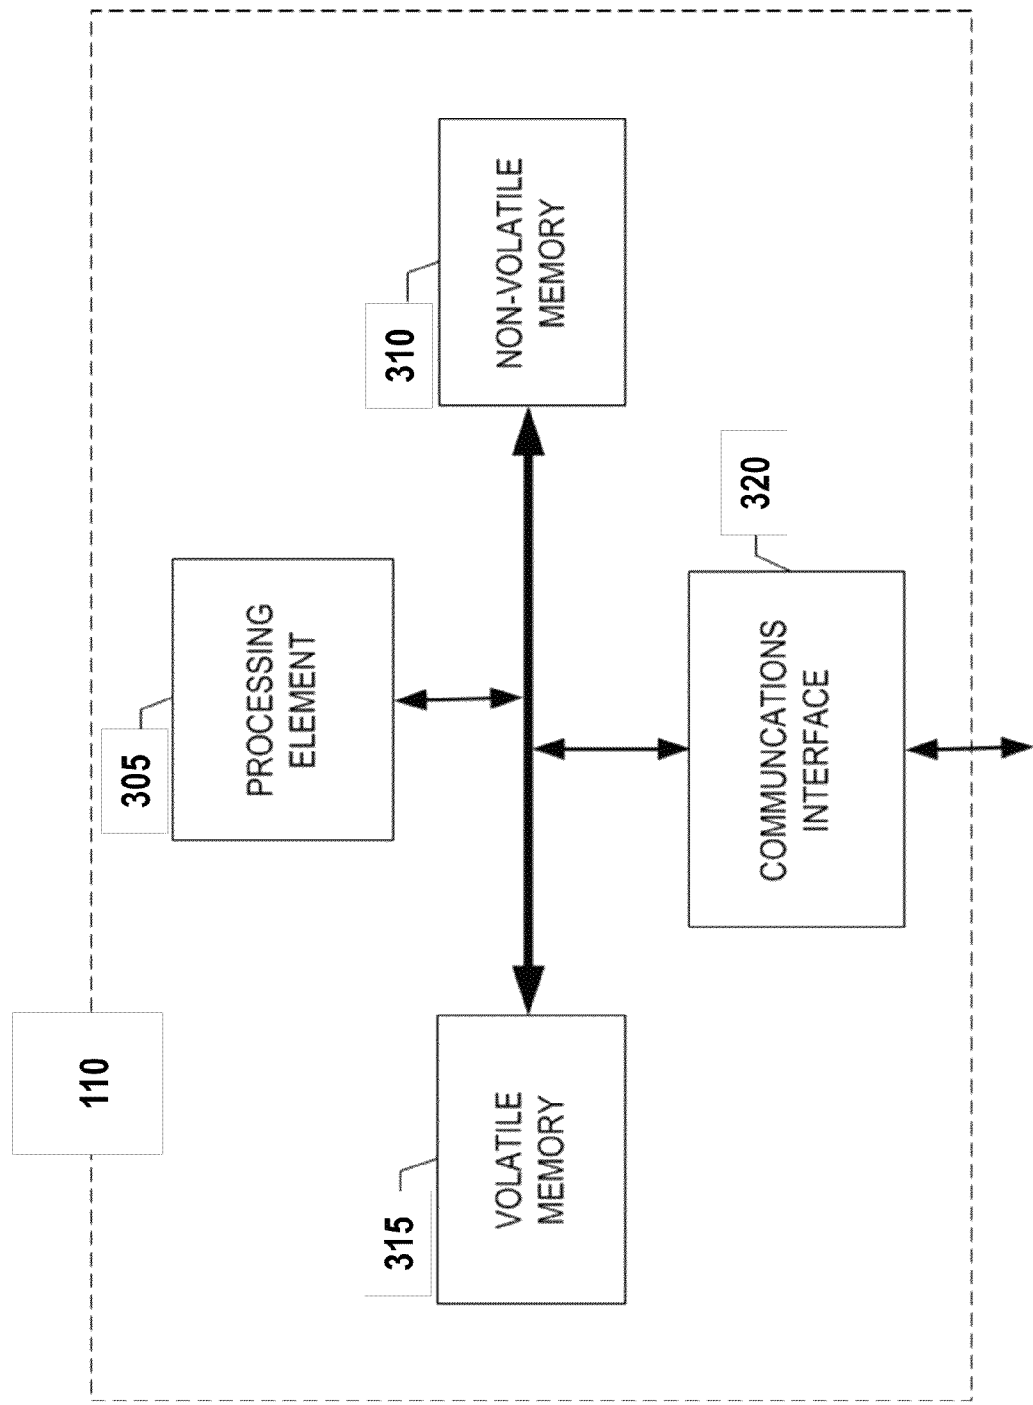 110
305
PROCESSING
ELEMENT
315
VOLATILE
MEMORY
310
NON-VOLATILE
MEMORY
320
COMMUNCATIONS
INTERFACE